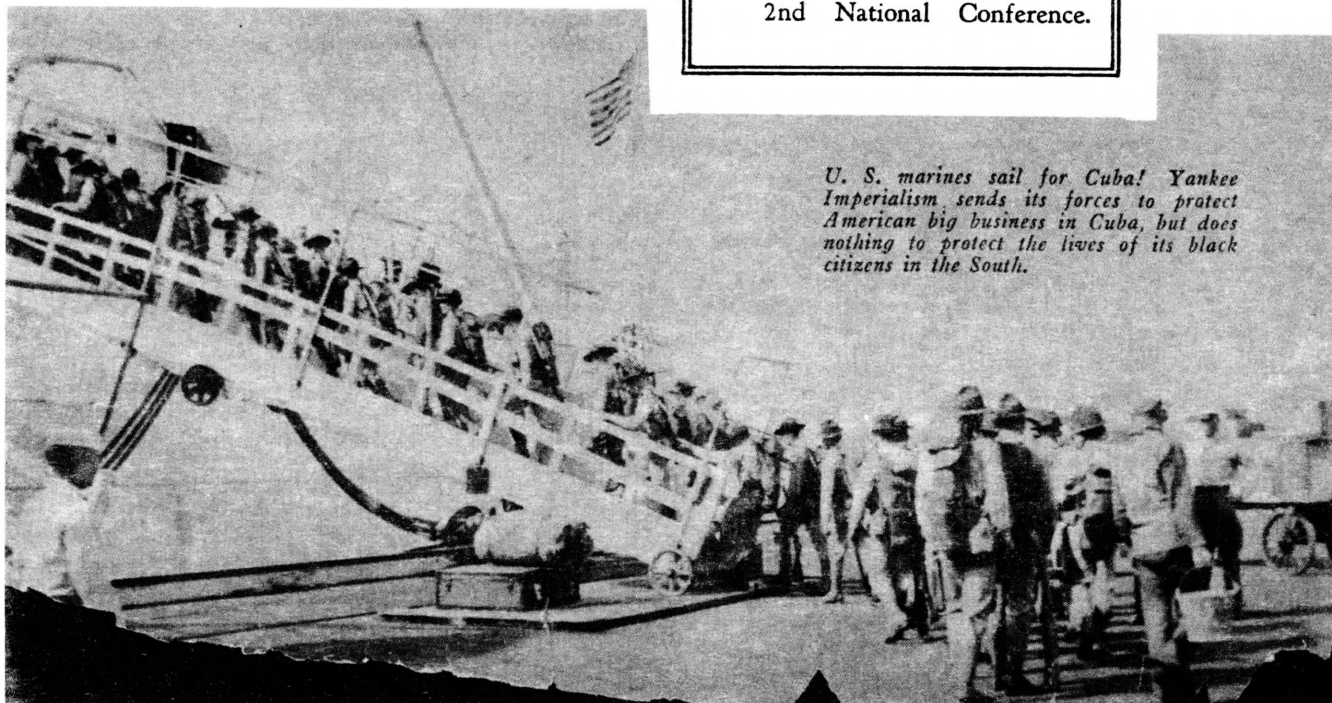 2nd National Conference.
U. S. marines sail for Cuba! Yankee
Imperialism sends its forces to protect
American big business in Cuba, but does
nothing to protect the lives of its black
citizens in the South.